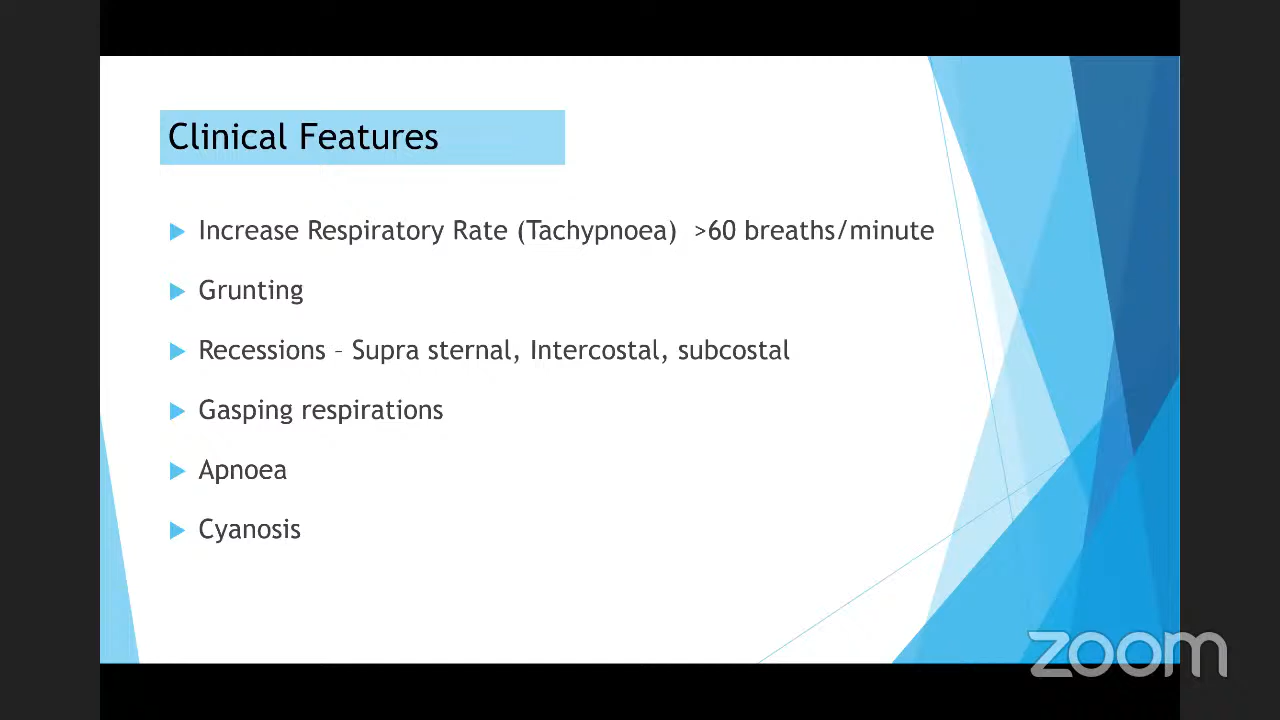 Clinical Features
Increase Respiratory Rate (Tachypnoea) >60 breaths/minute
Grunting
Recessions – Supra sternal, Intercostal, subcostal
Gasping respirations
Apnoea
Cyanosis
zoom